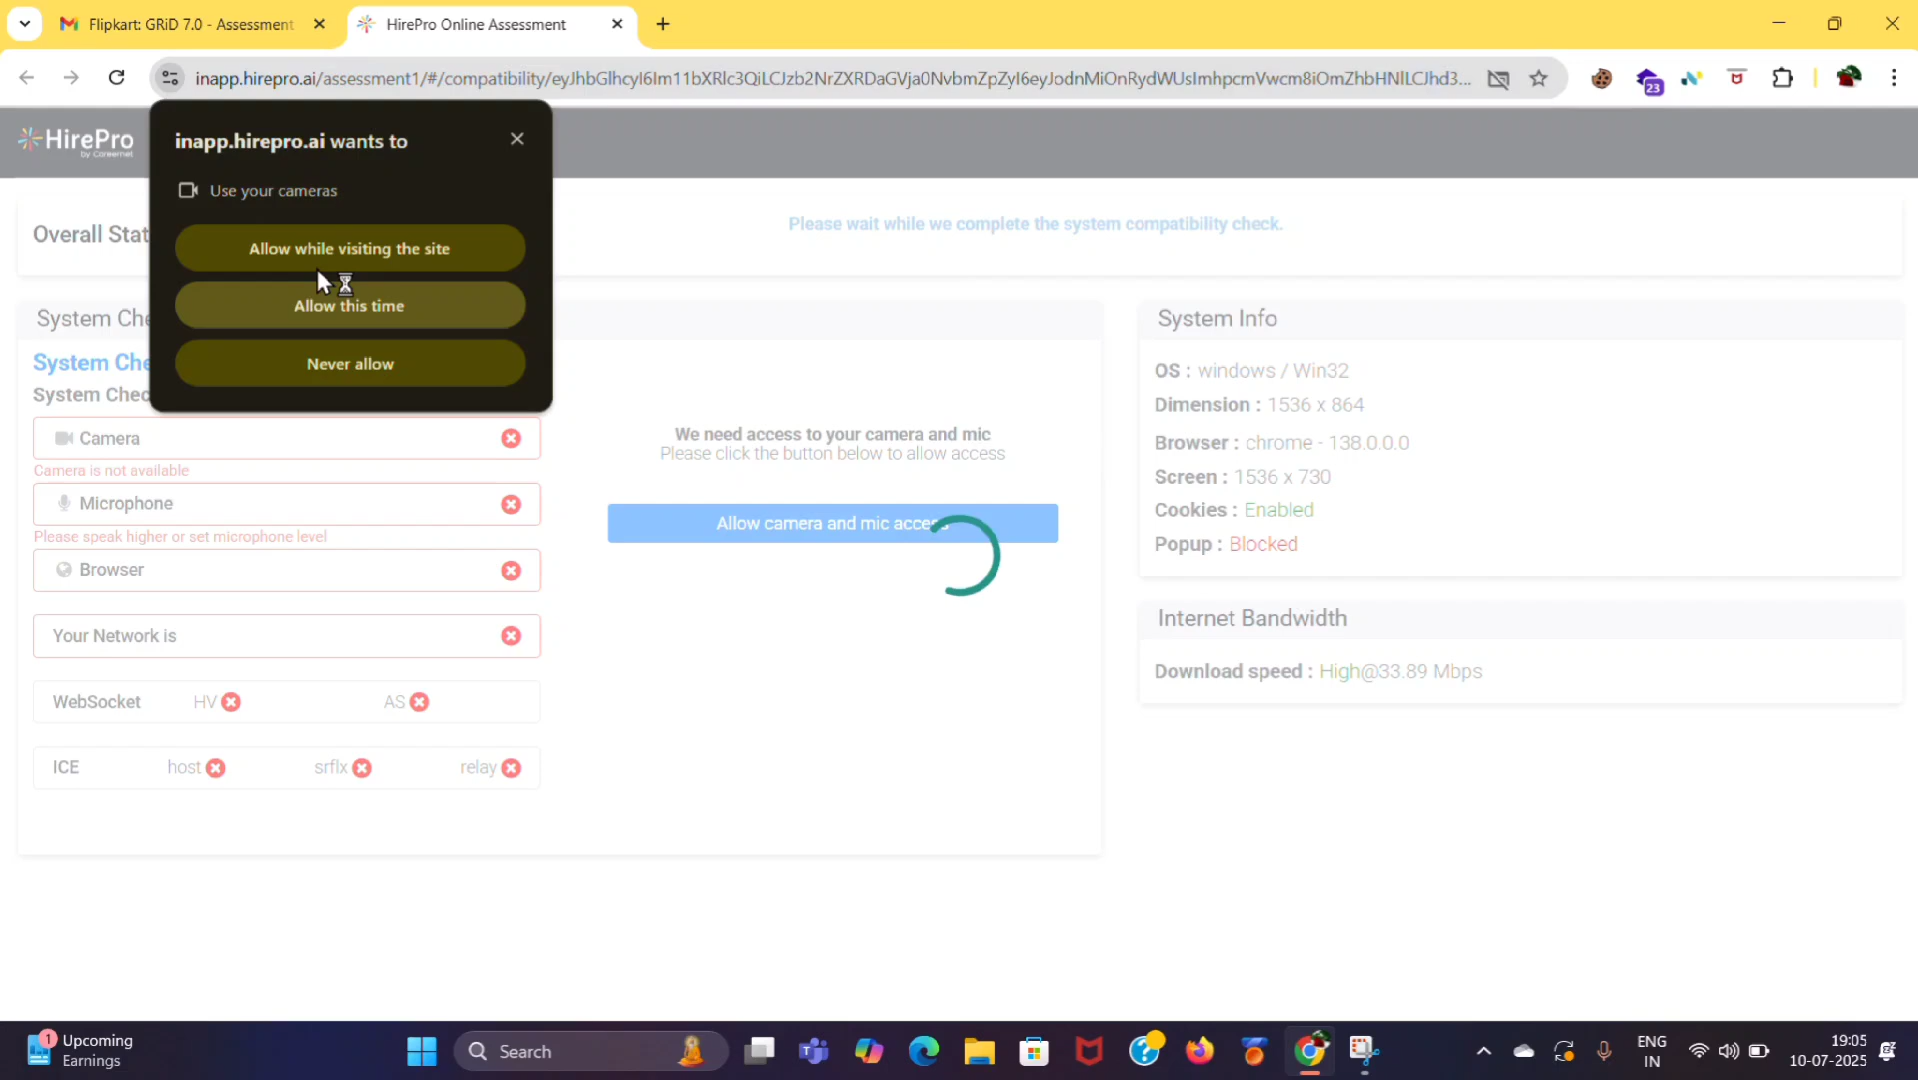 Flipkart: GRiD 7.0 - Assessment
HirePro Online Assessment
inapp.hirepro.ai/assessment1/#/compatibility/eyJhbGlhcyI6Im11bXRlc3QiLCJzb2NrZXRDaGVja0NvbmZpZyI6eyJodnMiOnRydWUsImhpcmVwcm8iOmZhbHNlLCJhd3...
23
HirePro
by Careernet
inapp.hirepro.ai wants to
Use your cameras
Allow while visiting the site
Allow this time
Never allow
Overall Stat
Please wait while we complete the system compatibility check.
System Che
System Che
System Chec
Camera
Camera is not available
Microphone
Please speak higher or set microphone level
Browser
Your Network is
WebSocket HV AS
ICE host srflx relay
We need access to your camera and mic
Please click the button below to allow access
Allow camera and mic access
System Info
OS : windows / Win32
Dimension : 1536 x 864
Browser : chrome - 138.0.0.0
Screen : 1536 x 730
Cookies : Enabled
Popup : Blocked
Internet Bandwidth
Download speed : High@33.89 Mbps
1
Upcoming
Earnings
Search
ENG
IN
19:05
10-07-2025